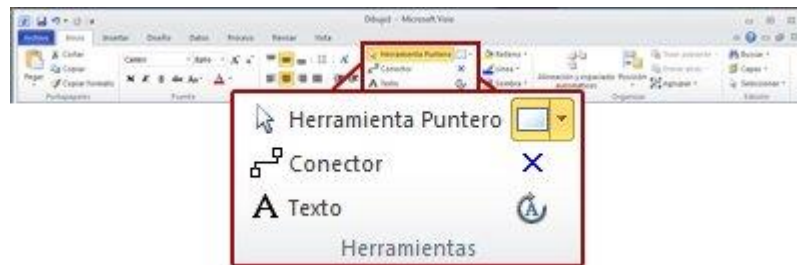 Dibujo1 - Microsoft Visio
Archivo Inicio Insertar Diseño Datos Proceso Revisar Vista
Cortar
Copiar
Copiar formato
Pegar
Calibri
Herramienta Puntero
Conector
Texto
Relleno
Línea
Sombra
Alineación y espaciado automáticos
Posición
Agrupar
Buscar
Capas
Seleccionar
Portapapeles Fuente Organizar Edición
Herramienta Puntero
Conector
Texto
Herramientas